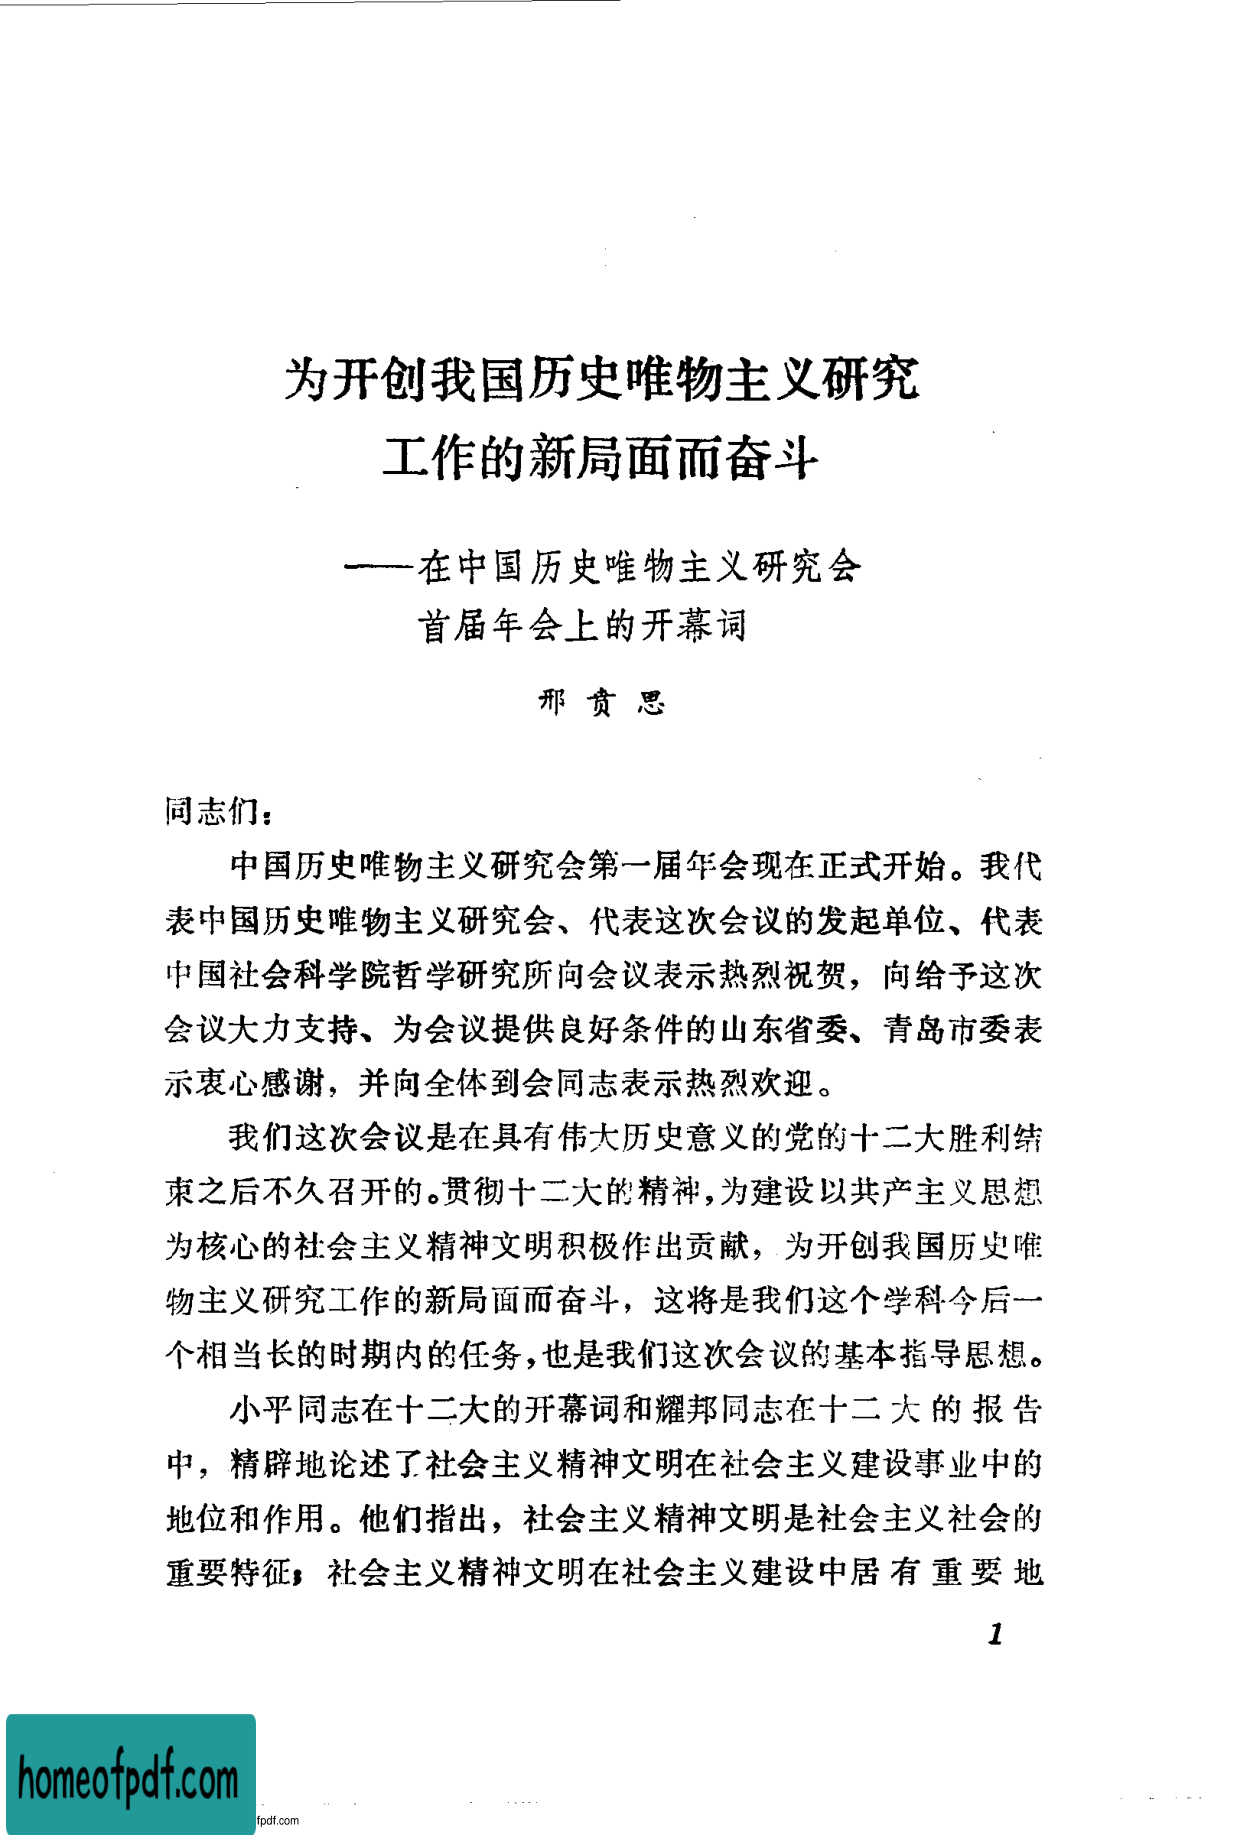 为开创我国历史唯物主义研究
工作的新局面而奋斗
——在中国历史唯物主义研究会
首届年会上的开幕词
邢贲思
同志们：
中国历史唯物主义研究会第一届年会现在正式开始。我代
表中国历史唯物主义研究会、代表这次会议的发起单位、代表
中国社会科学院哲学研究所向会议表示热烈祝贺，向给予这次
会议大力支持、为会议提供良好条件的山东省委、青岛市委表
示衷心感谢，并向全体到会同志表示热烈欢迎。
我们这次会议是在具有伟大历史意义的党的十二大胜利结
束之后不久召开的。贯彻十二大的精神，为建设以共产主义思想
为核心的社会主义精神文明积极作出贡献，为开创我国历史唯
物主义研究工作的新局面而奋斗，这将是我们这个学科今后一
个相当长的时期内的任务，也是我们这次会议的基本指导思想。
小平同志在十二大的开幕词和耀邦同志在十二大的报告
中，精辟地论述了社会主义精神文明在社会主义建设事业中的
地位和作用。他们指出，社会主义精神文明是社会主义社会的
重要特征；社会主义精神文明在社会主义建设中居有重要地
1
homeofpdf.com
fpdf.com